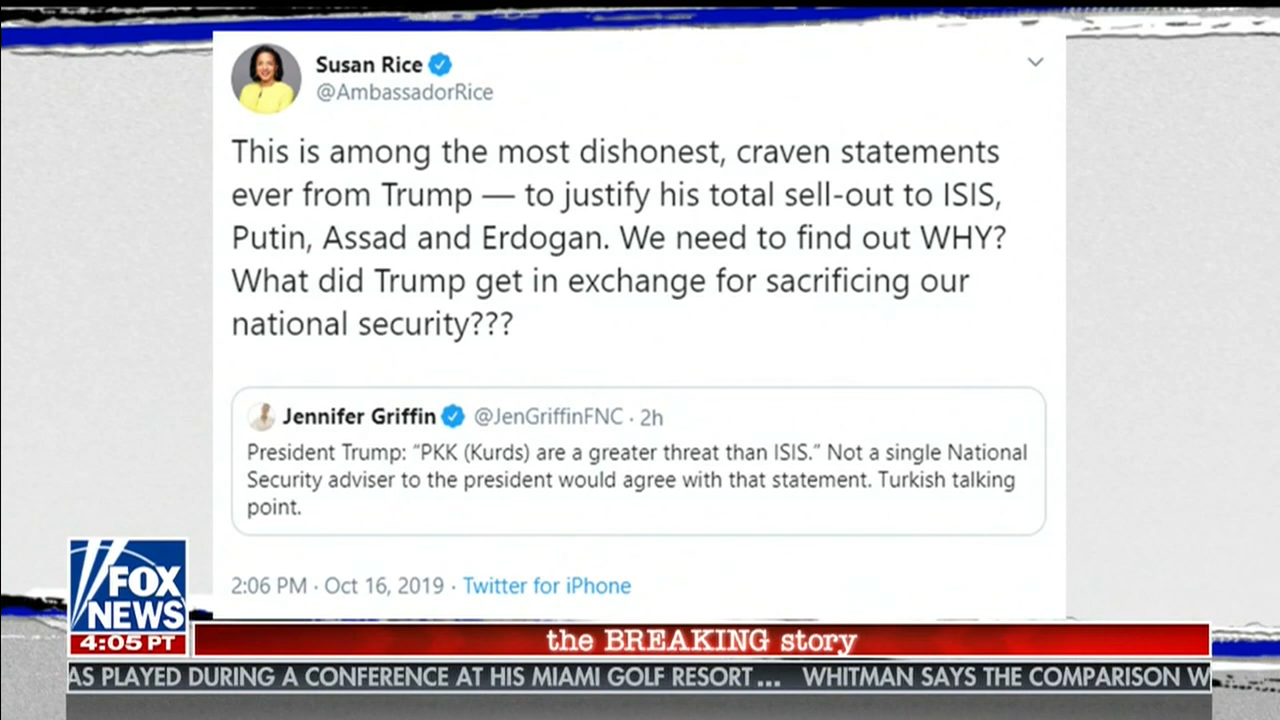 Susan Rice
@AmbassadorRice
This is among the most dishonest, craven statements
ever from Trump — to justify his total sell-out to ISIS,
Putin, Assad and Erdogan. We need to find out WHY?
What did Trump get in exchange for sacrificing our
national security???
Jennifer Griffin @JenGriffinFNC · 2h
President Trump: “PKK (Kurds) are a greater threat than ISIS.” Not a single National
Security adviser to the president would agree with that statement. Turkish talking
point.
2:06 PM · Oct 16, 2019 · Twitter for iPhone
FOX
NEWS
4:05 PT
the BREAKING story
AS PLAYED DURING A CONFERENCE AT HIS MIAMI GOLF RESORT... WHITMAN SAYS THE COMPARISON W